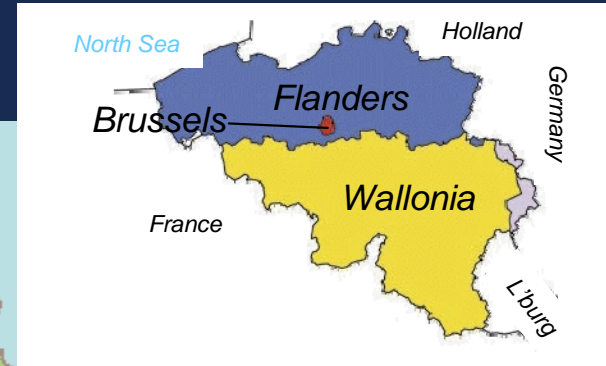 Holland
North Sea
Germany
Flanders
Brussels
Wallonia
France
L'burg